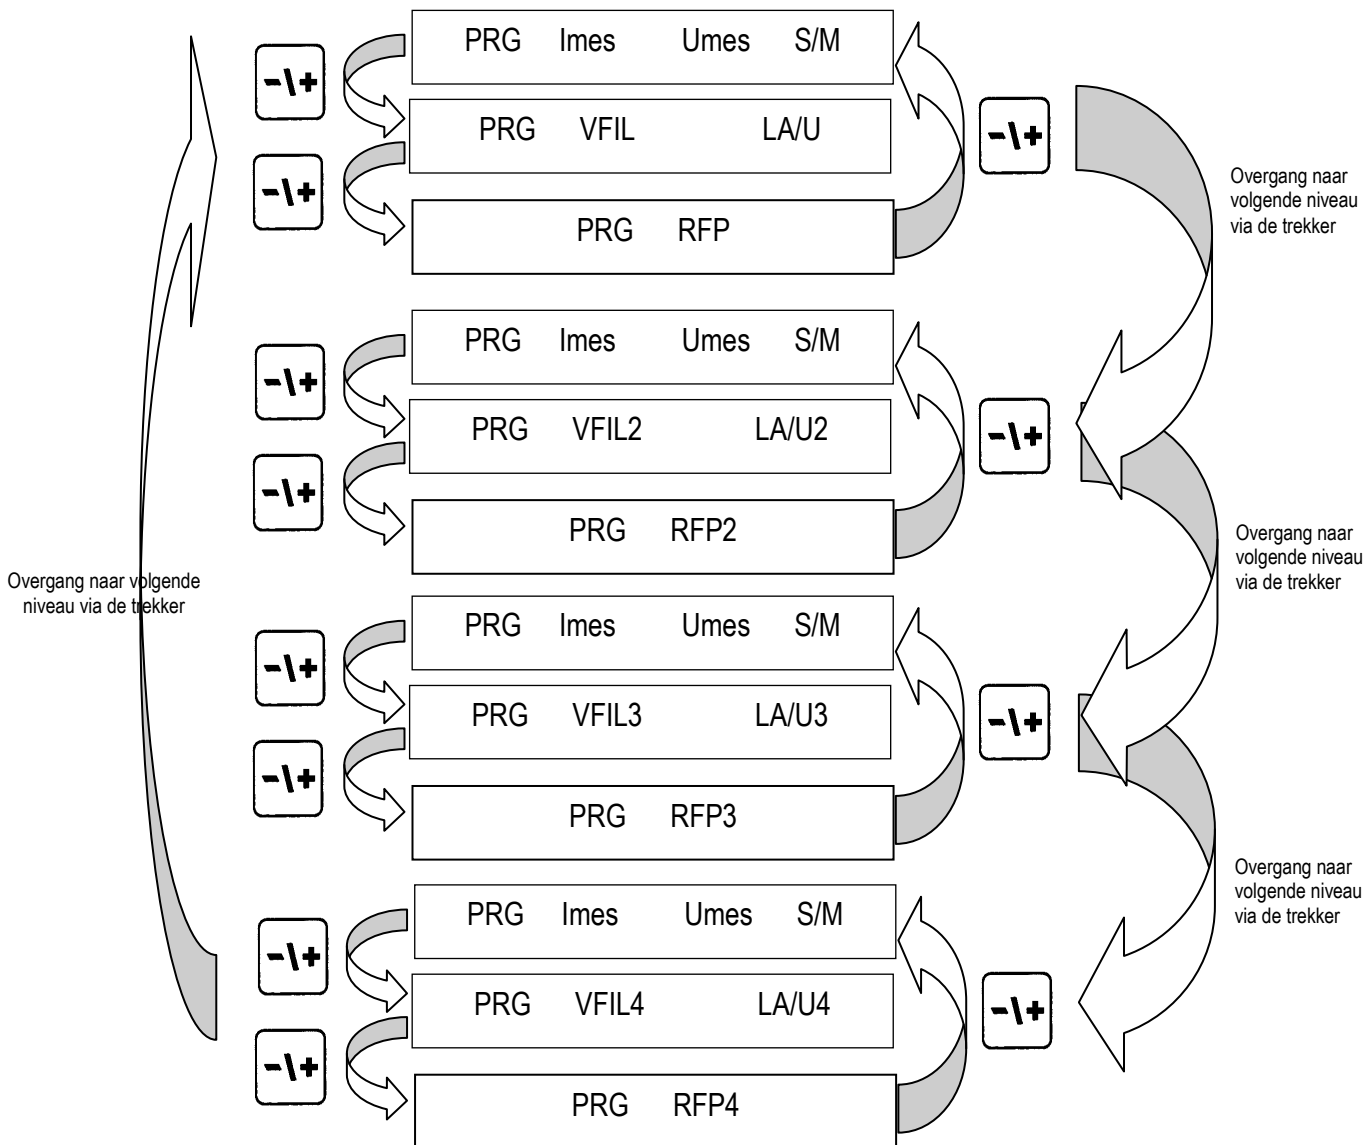 PRG Imes Umes S/M
-\+
PRG VFIL LA/U
-\+
-\+
PRG RFP
Overgang naar
volgende niveau
via de trekker
PRG Imes Umes S/M
-\+
PRG VFIL2 LA/U2
-\+
-\+
PRG RFP2
Overgang naar
volgende niveau
via de trekker
Overgang naar volgende
niveau via de trekker
PRG Imes Umes S/M
-\+
PRG VFIL3 LA/U3
-\+
-\+
PRG RFP3
Overgang naar
volgende niveau
via de trekker
PRG Imes Umes S/M
-\+
PRG VFIL4 LA/U4
-\+
-\+
PRG RFP4